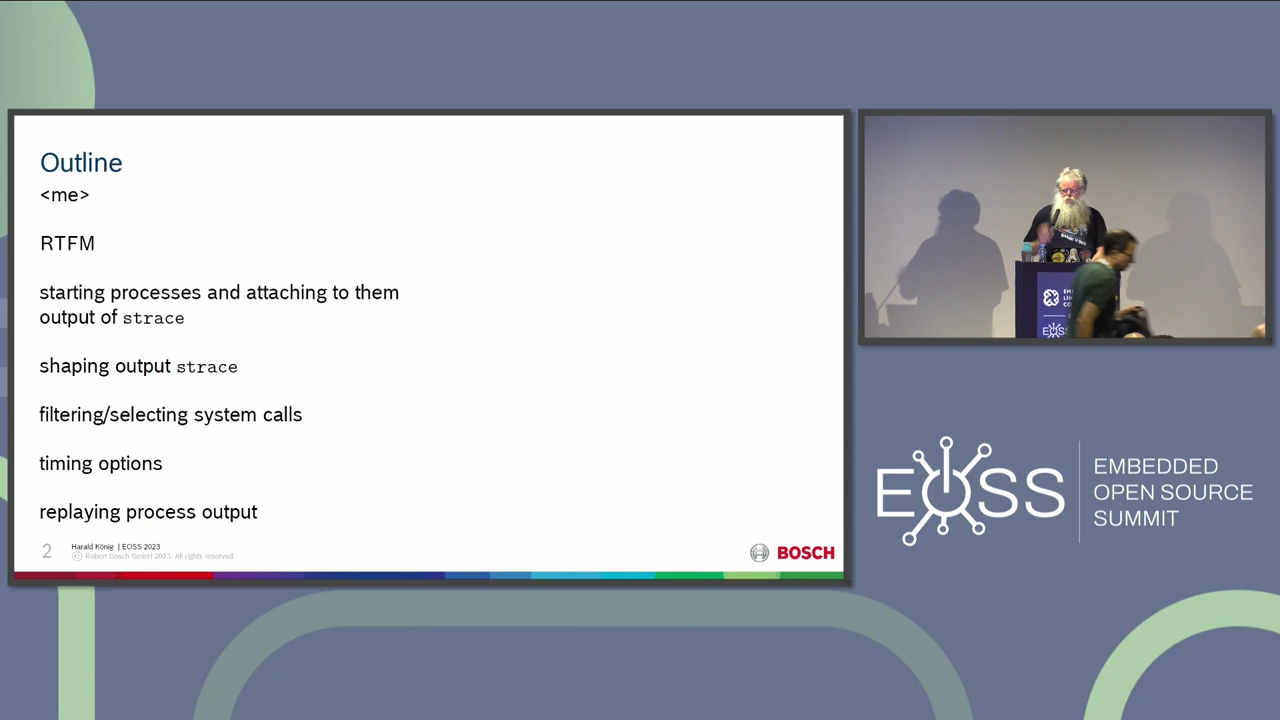 Outline
<me>
RTFM
starting processes and attaching to them
output of strace
shaping output strace
filtering/selecting system calls
timing options
replaying process output
2
Harald König | EOSS 2023
© Robert Bosch GmbH 2023. All rights reserved.
BOSCH
EOSS
EMBEDDED
OPEN SOURCE
SUMMIT